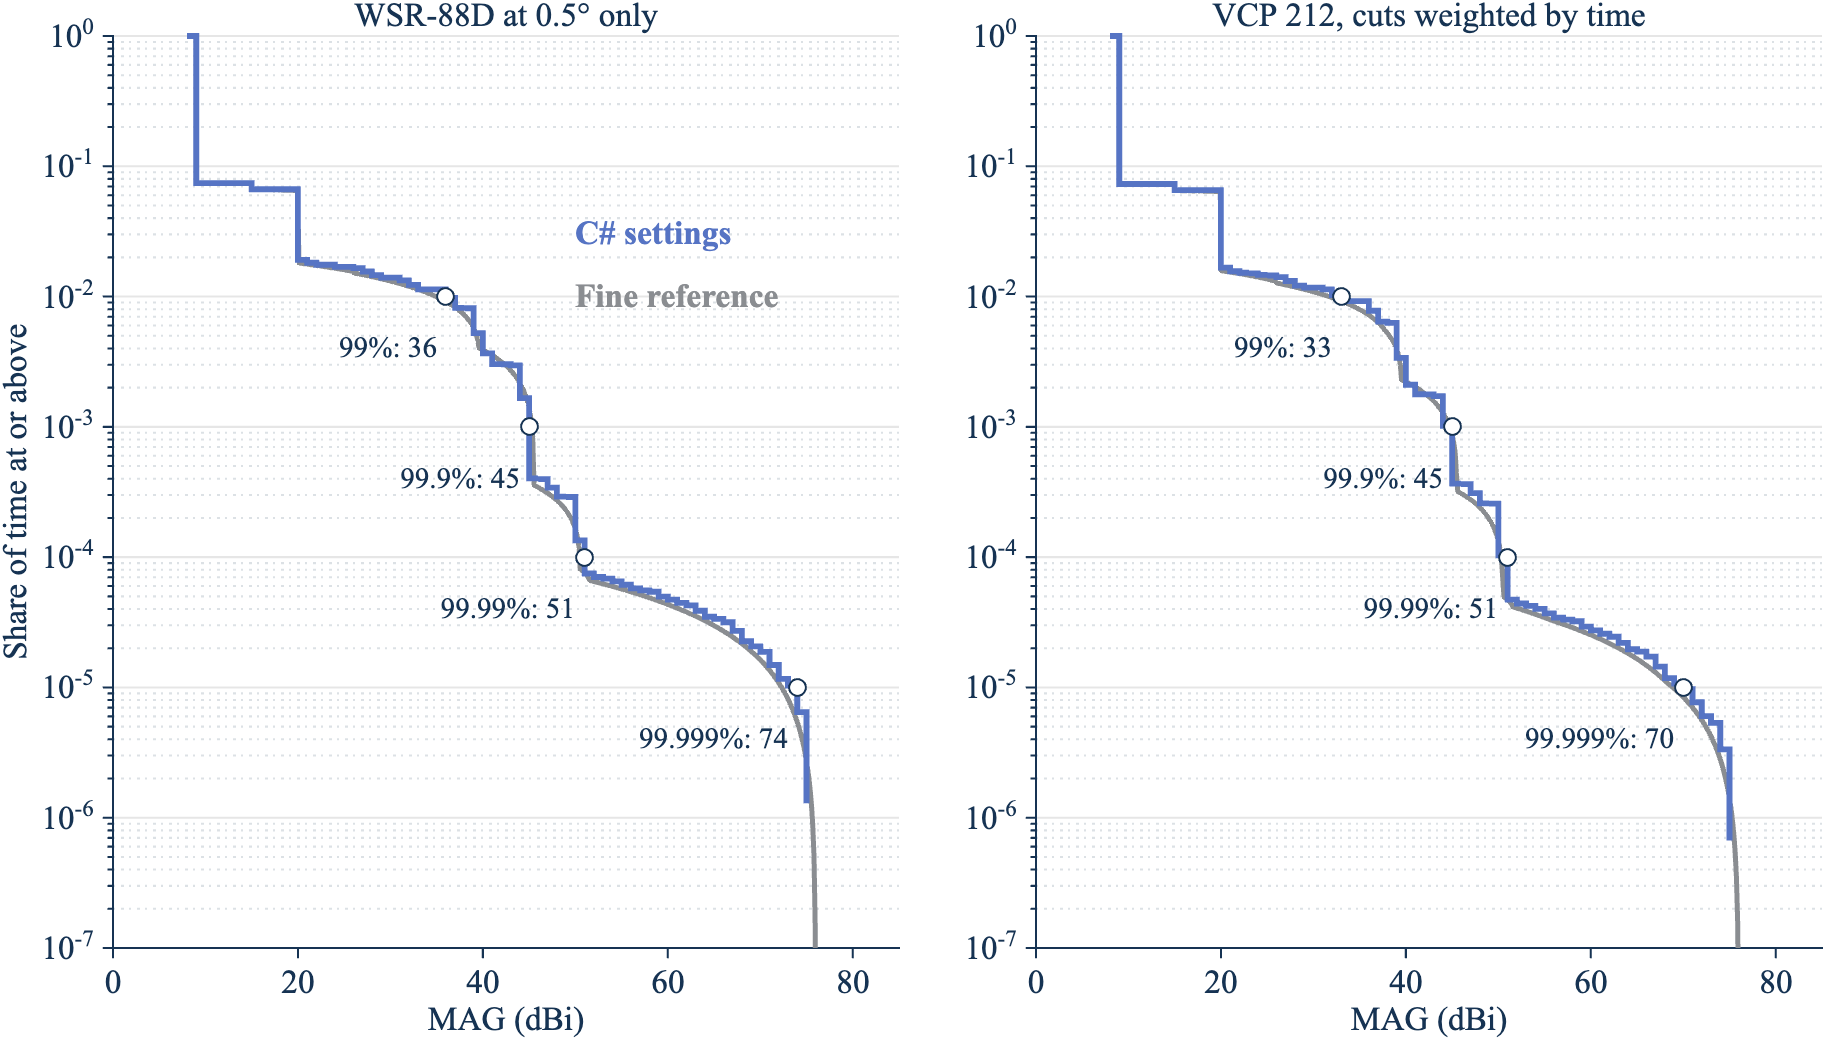 WSR-88D at 0.5° only
Share of time at or above
10⁰
10⁻¹
10⁻²
10⁻³
10⁻⁴
10⁻⁵
10⁻⁶
10⁻⁷
C# settings
Fine reference
99%: 36
99.9%: 45
99.99%: 51
99.999%: 74
0 20 40 60 80
MAG (dBi)
VCP 212, cuts weighted by time
10⁰
10⁻¹
10⁻²
10⁻³
10⁻⁴
10⁻⁵
10⁻⁶
10⁻⁷
99%: 33
99.9%: 45
99.99%: 51
99.999%: 70
0 20 40 60 80
MAG (dBi)